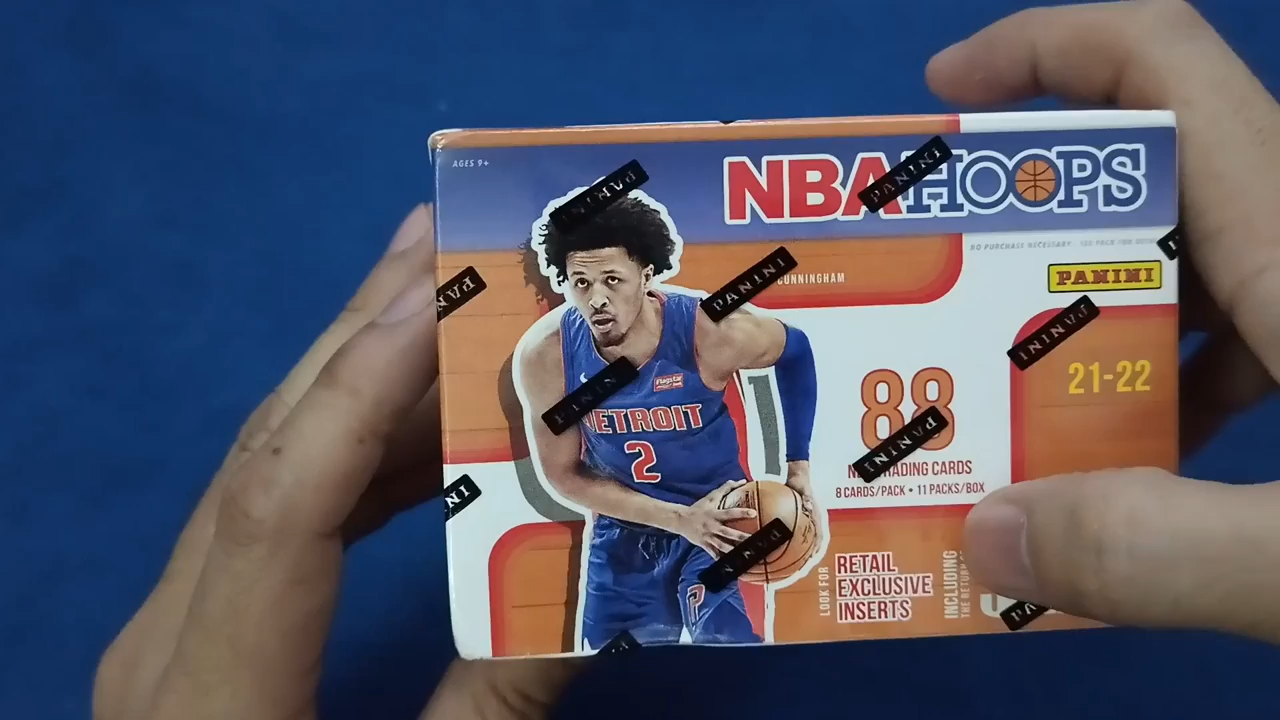 AGES 9+
NBA HOOPS
NO PURCHASE NECESSARY
PANINI
CUNNINGHAM
21-22
88
TRADING CARDS
8 CARDS/PACK • 11 PACKS/BOX
Flagstar
DETROIT
2
LOOK FOR
RETAIL
EXCLUSIVE
INSERTS
INCLUDING
THE RETURN OF
PANINI
PANINI
PANINI
PANINI
PANINI
PANINI
PANINI